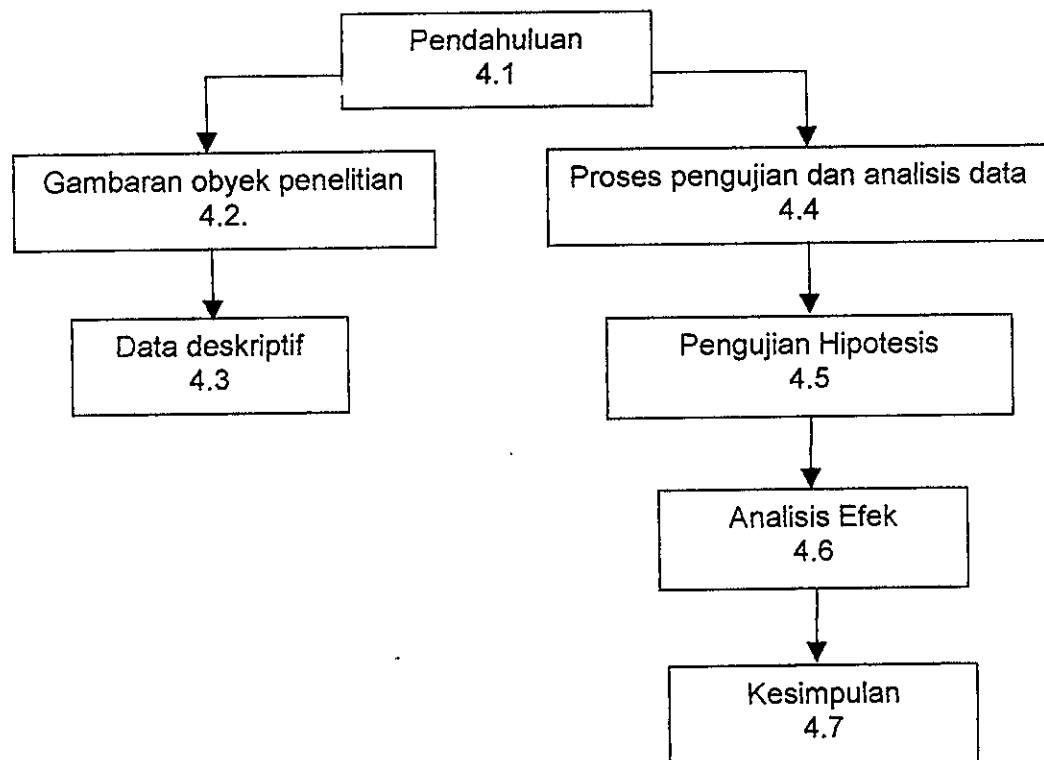 Pendahuluan
4.1
Gambaran obyek penelitian
4.2.
Data deskriptif
4.3
Proses pengujian dan analisis data
4.4
Pengujian Hipotesis
4.5
Analisis Efek
4.6
Kesimpulan
4.7